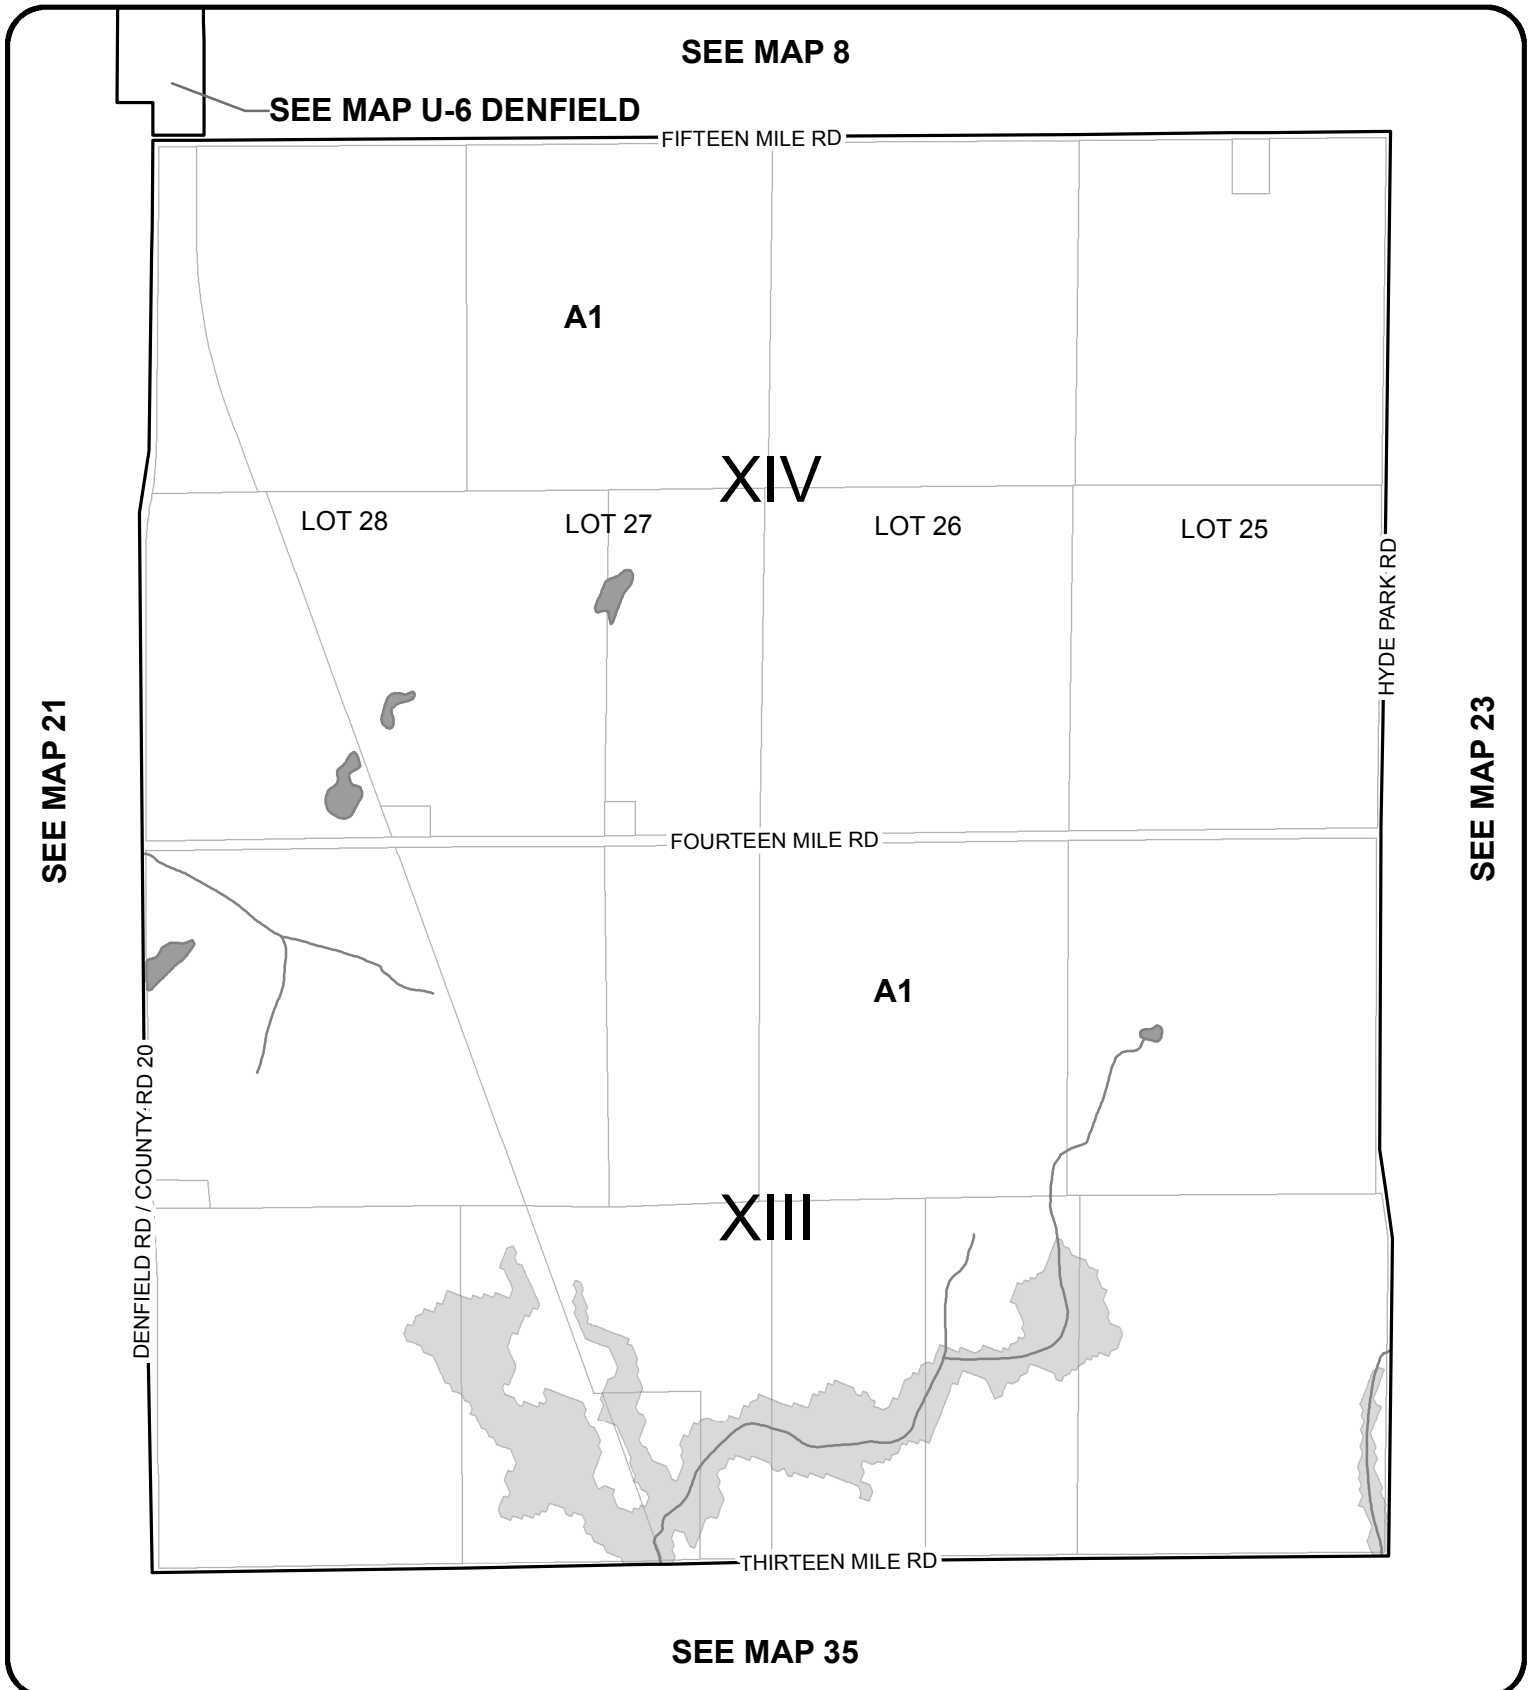 SEE MAP 8
SEE MAP U-6 DENFIELD
FIFTEEN MILE RD
A1
XIV
LOT 28
LOT 27
LOT 26
LOT 25
HYDE PARK RD
SEE MAP 21
SEE MAP 23
FOURTEEN MILE RD
A1
DENFIELD RD / COUNTY RD 20
XIII
THIRTEEN MILE RD
SEE MAP 35